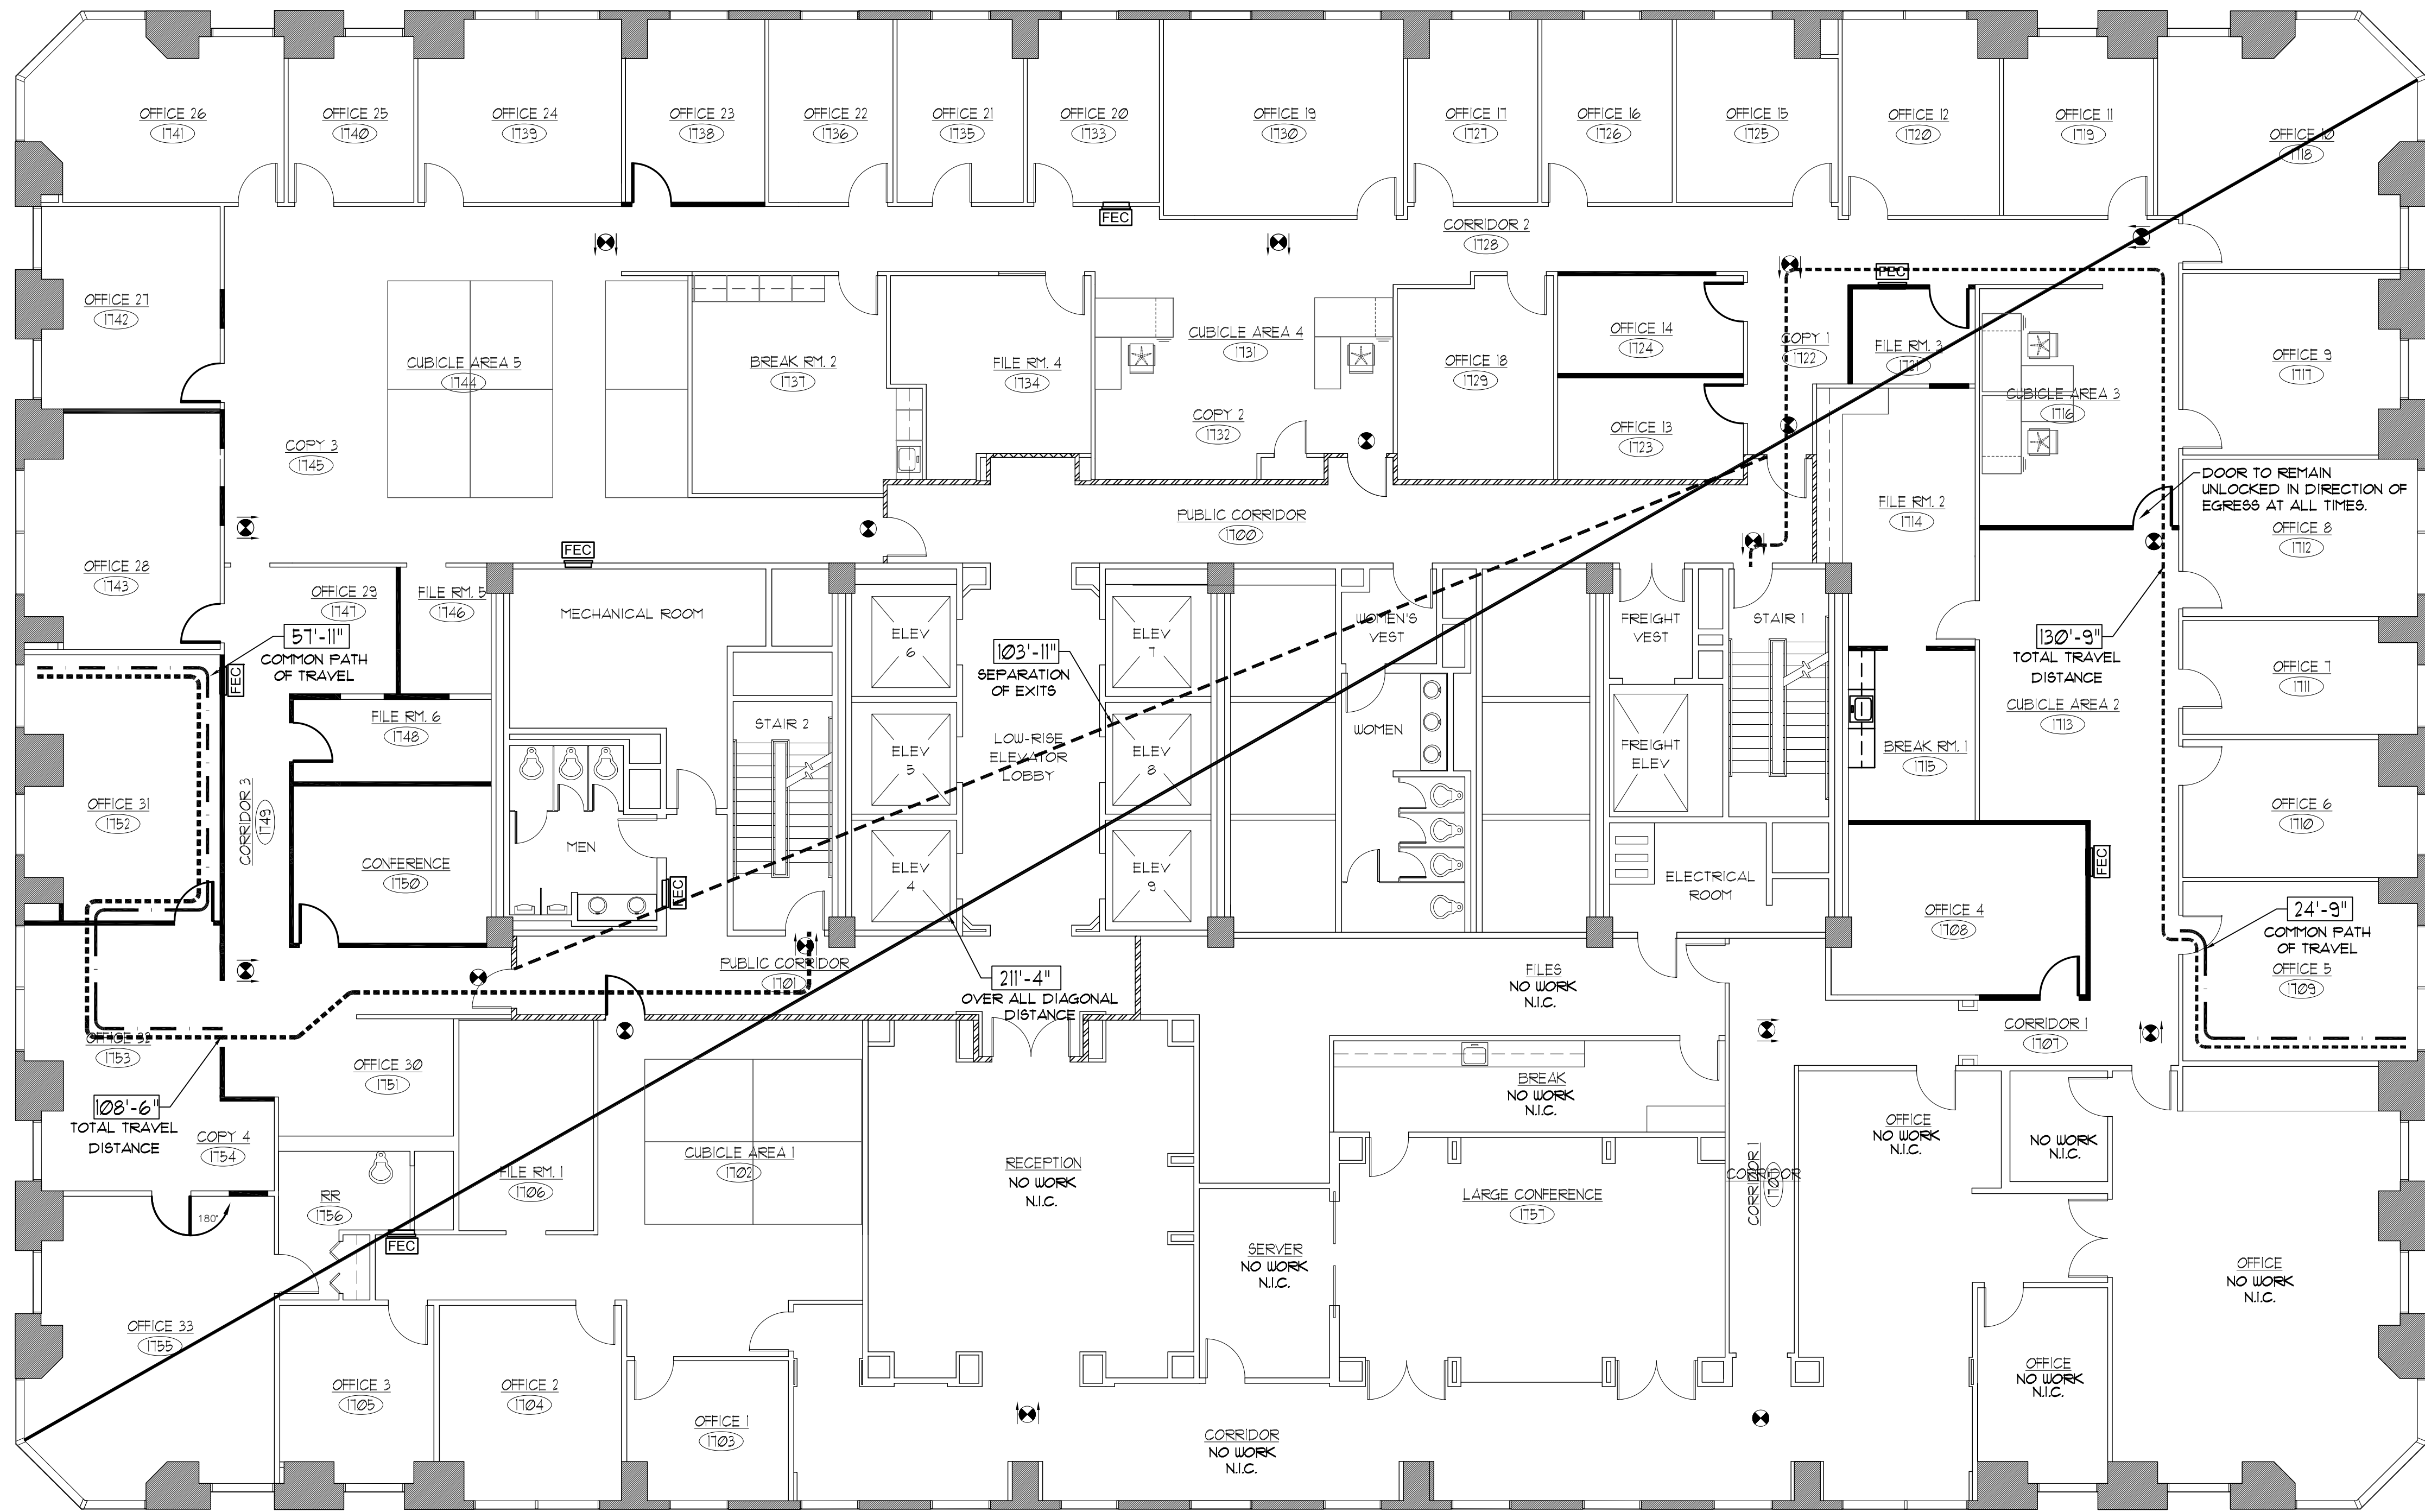 OFFICE 26
1741
OFFICE 25
1740
OFFICE 24
1739
OFFICE 23
1738
OFFICE 22
1736
OFFICE 21
1735
OFFICE 20
1733
OFFICE 19
1730
OFFICE 17
1727
OFFICE 16
1726
OFFICE 15
1725
OFFICE 12
1720
OFFICE 11
1719
OFFICE 10
1718
FEC
CORRIDOR 2
1728
FEC
OFFICE 27
1742
CUBICLE AREA 5
1744
BREAK RM. 2
1737
FILE RM. 4
1734
CUBICLE AREA 4
1731
COPY 2
1732
OFFICE 18
1729
OFFICE 14
1724
OFFICE 13
1723
COPY 1
1722
FILE RM. 3
1721
CUBICLE AREA 3
1716
OFFICE 9
1717
COPY 3
1745
DOOR TO REMAIN
UNLOCKED IN DIRECTION OF
EGRESS AT ALL TIMES.
OFFICE 8
1712
FILE RM. 2
1714
PUBLIC CORRIDOR
1700
FEC
OFFICE 28
1743
OFFICE 29
1747
FILE RM. 5
1746
MECHANICAL ROOM
ELEV
6
ELEV
7
WOMEN'S
VEST
FREIGHT
VEST
STAIR 1
57'-11"
COMMON PATH
OF TRAVEL
FEC
103'-11"
SEPARATION
OF EXITS
130'-9"
TOTAL TRAVEL
DISTANCE
OFFICE 7
1711
CUBICLE AREA 2
1713
FILE RM. 6
1748
STAIR 2
ELEV
5
LOW-RISE
ELEVATOR
LOBBY
ELEV
8
WOMEN
FREIGHT
ELEV
BREAK RM. 1
1715
OFFICE 31
1752
CORRIDOR 3
1749
OFFICE 6
1710
CONFERENCE
1750
MEN
FEC
ELEV
4
ELEV
9
ELECTRICAL
ROOM
FEC
OFFICE 4
1708
24'-9"
COMMON PATH
OF TRAVEL
OFFICE 5
1709
PUBLIC CORRIDOR
1701
211'-4"
OVER ALL DIAGONAL
DISTANCE
FILES
NO WORK
N.I.C.
CORRIDOR 1
1707
OFFICE 32
1753
OFFICE 30
1751
108'-6"
TOTAL TRAVEL
DISTANCE
COPY 4
1754
BREAK
NO WORK
N.I.C.
OFFICE
NO WORK
N.I.C.
NO WORK
N.I.C.
CUBICLE AREA 1
1702
RECEPTION
NO WORK
N.I.C.
FILE RM. 1
1706
RR
1756
180°
FEC
LARGE CONFERENCE
1757
CORRIDOR
CORRIDOR 1
SERVER
NO WORK
N.I.C.
OFFICE
NO WORK
N.I.C.
OFFICE 33
1755
OFFICE 3
1705
OFFICE 2
1704
OFFICE 1
1703
OFFICE
NO WORK
N.I.C.
CORRIDOR
NO WORK
N.I.C.